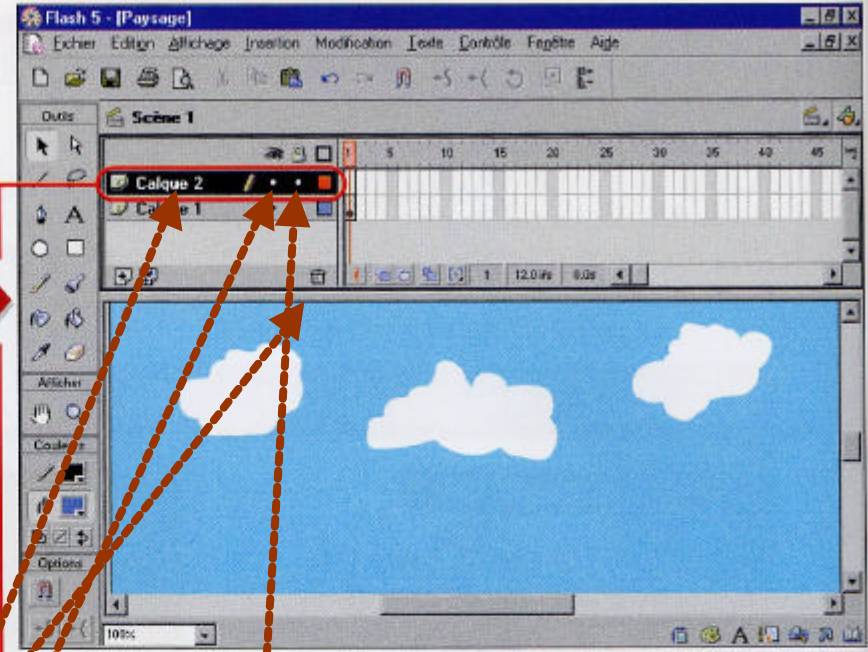 Flash 5 - [Paysage]
Fichier Edition Affichage Insertion Modification Texte Contrôle Fenêtre Aide
Outils
Scène 1
1 5 10 15 20 25 30 35 40 45
Calque 2
1
1 12.0 i/s 0.0s
Afficher
Couleurs
Options
100%